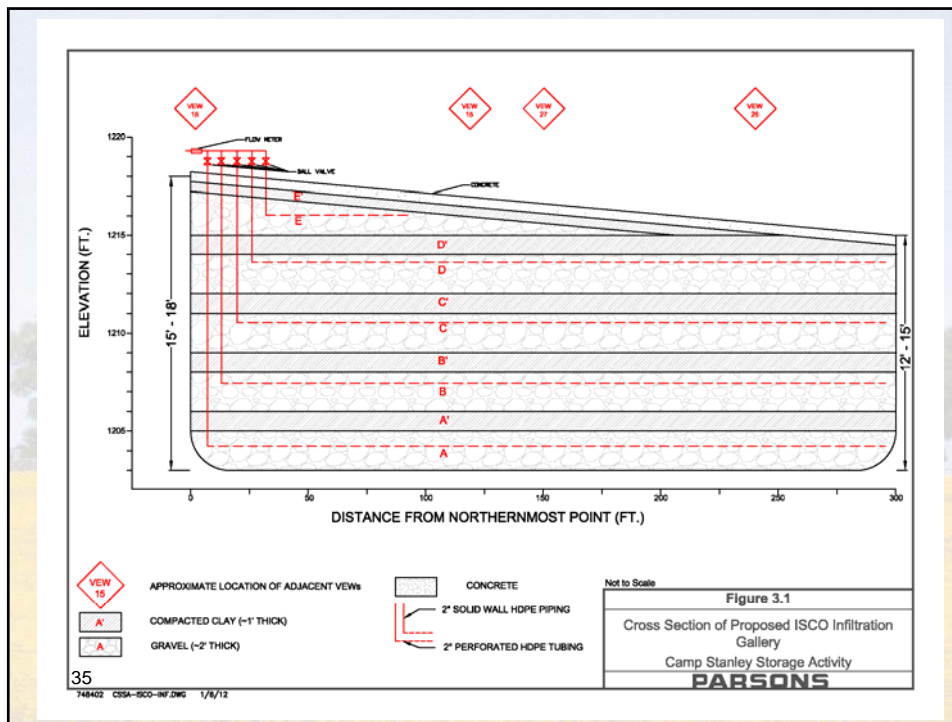 VEW
18
VEW
15
VEW
27
VEW
28
FLOW METER
BALL VALVE
CONCRETE
1220
1215
1210
1205
ELEVATION (FT.)
15' - 18'
12' - 15'
E'
E
D'
D
C'
C
B'
B
A'
A
0
50
100
150
200
250
300
DISTANCE FROM NORTHERNMOST POINT (FT.)
VEW
15
APPROXIMATE LOCATION OF ADJACENT VEWs
A'
COMPACTED CLAY (~1' THICK)
A
GRAVEL (~2' THICK)
CONCRETE
2" SOLID WALL HDPE PIPING
2" PERFORATED HDPE TUBING
Not to Scale
Figure 3.1
Cross Section of Proposed ISCO Infiltration
Gallery
Camp Stanley Storage Activity
PARSONS
35
748402 CSSA-ISCO-INF.DWG 1/6/12